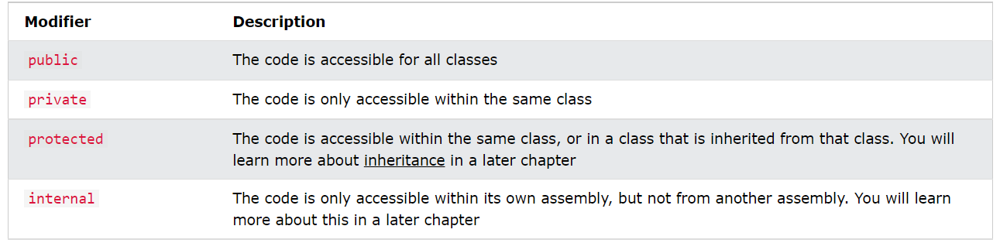 Modifier Description
public The code is accessible for all classes
private The code is only accessible within the same class
protected The code is accessible within the same class, or in a class that is inherited from that class. You will
learn more about inheritance in a later chapter
internal The code is only accessible within its own assembly, but not from another assembly. You will learn
more about this in a later chapter